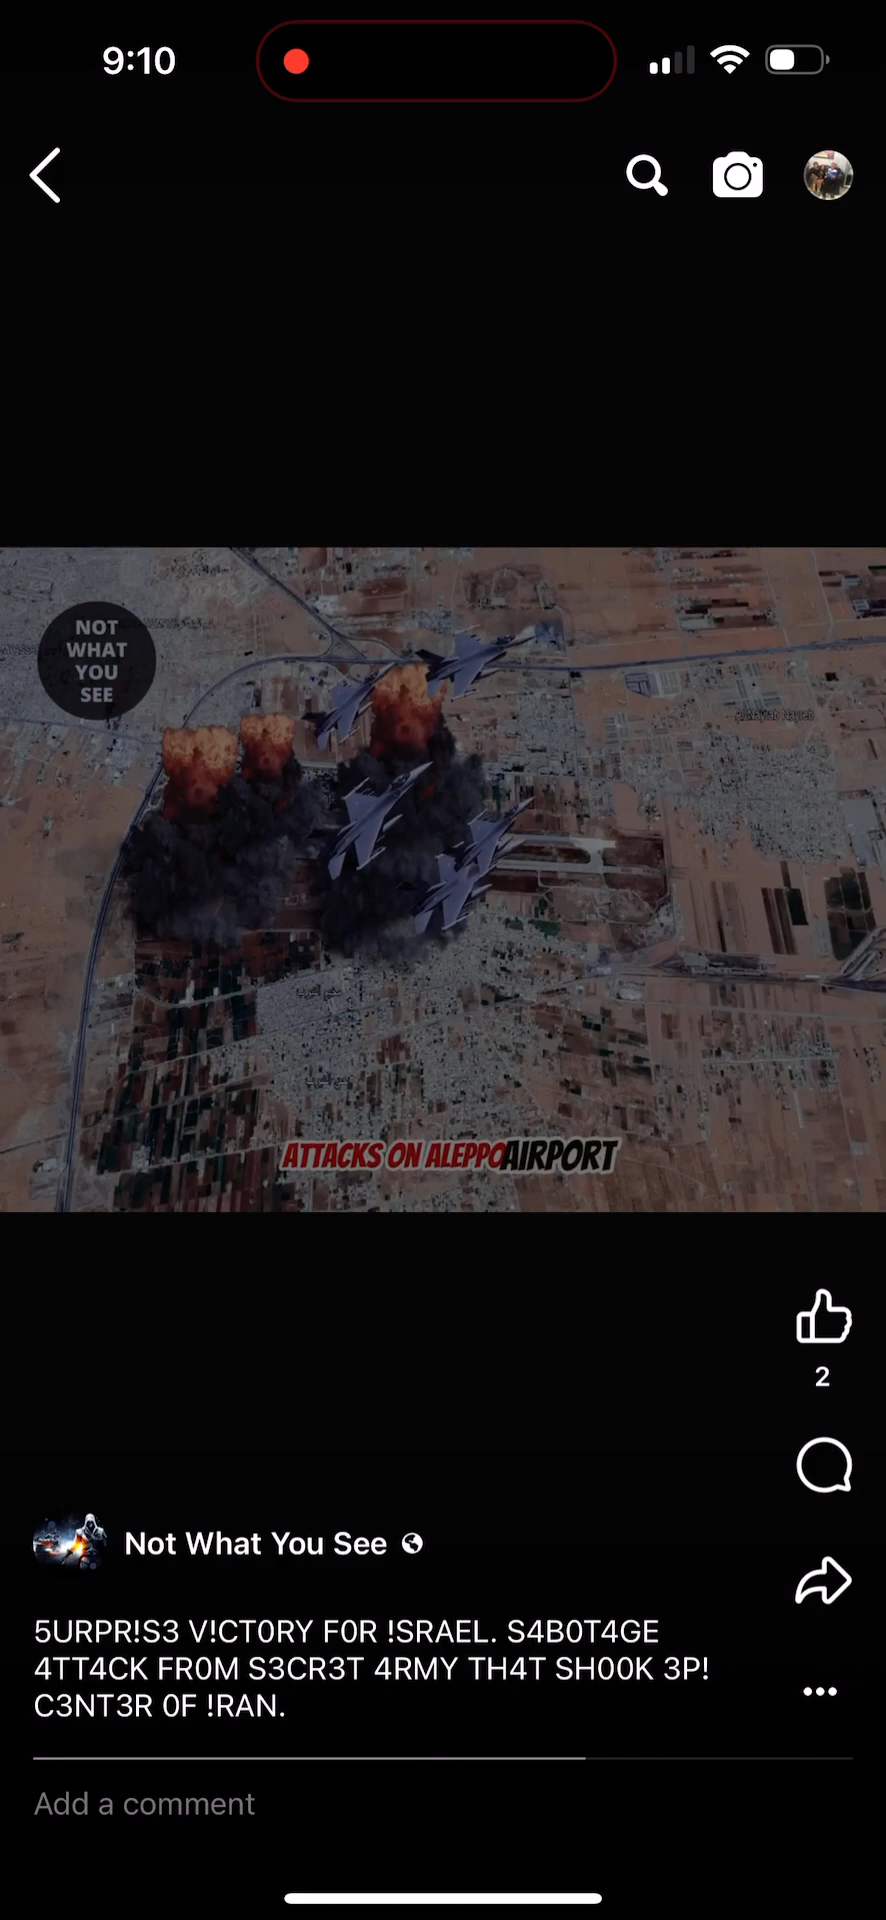 9:10
NOT
WHAT
YOU
SEE
ATTACKS ON ALEPPO AIRPORT
2
Not What You See
5URPR!S3 V!CT0RY F0R !SRAEL. S4B0T4GE
4TT4CK FR0M S3CR3T 4RMY TH4T SH00K 3P!
C3NT3R 0F !RAN.
Add a comment